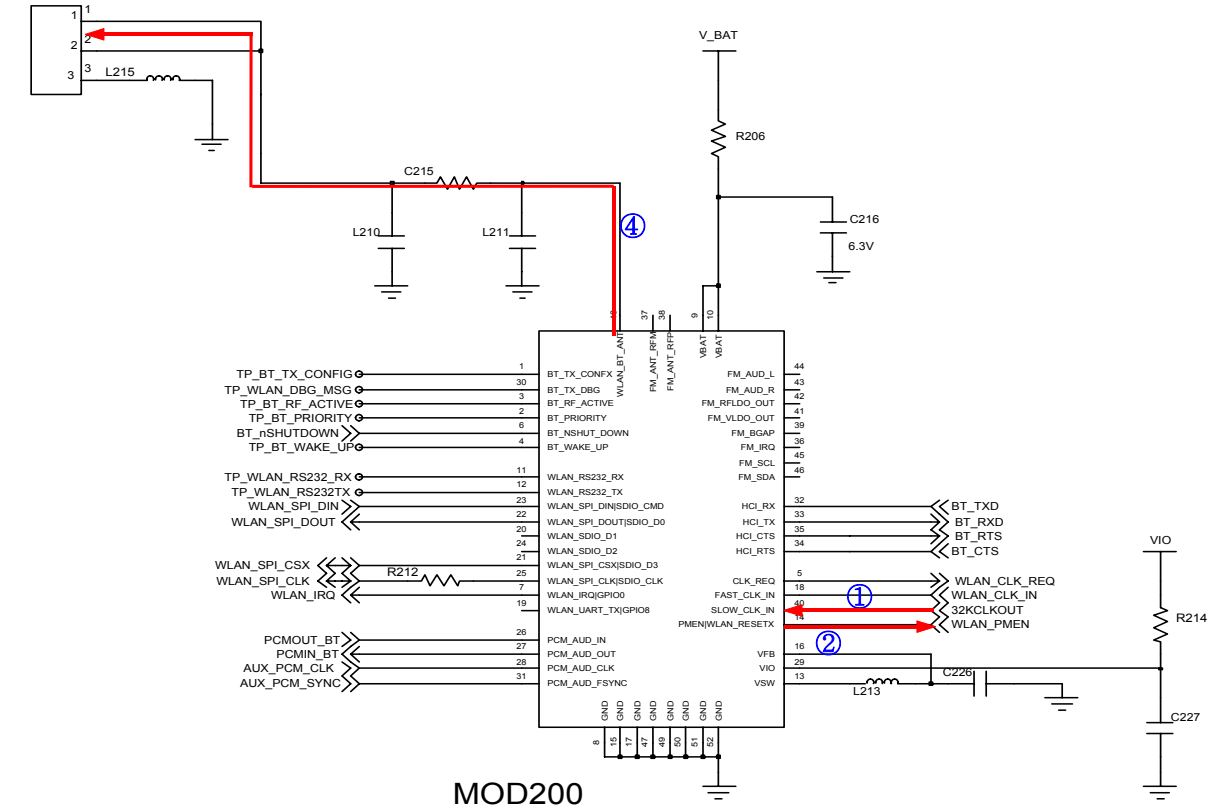 1 1
2 2
3 3 L215
V_BAT
R206
C215
C216
6.3V
L210 L211
④
37 38 9 10
WLAN_BT_ANT FM_ANT_RFM FM_ANT_RFP VBAT VBAT
TP_BT_TX_CONFIG 1 BT_TX_CONFX FM_AUD_L 44
TP_WLAN_DBG_MSG 30 BT_TX_DBG FM_AUD_R 43
TP_BT_RF_ACTIVE 3 BT_RF_ACTIVE FM_RFLDO_OUT 42
TP_BT_PRIORITY 2 BT_PRIORITY FM_VLDO_OUT 41
BT_nSHUTDOWN 6 BT_NSHUT_DOWN FM_BGAP 39
TP_BT_WAKE_UP 4 BT_WAKE_UP FM_IRQ 36
FM_SCL 45
TP_WLAN_RS232_RX 11 WLAN_RS232_RX FM_SDA 46
TP_WLAN_RS232TX 12 WLAN_RS232_TX
WLAN_SPI_DIN 23 WLAN_SPI_DIN|SDIO_CMD HCI_RX 32 BT_TXD
WLAN_SPI_DOUT 22 WLAN_SPI_DOUT|SDIO_D0 HCI_TX 33 BT_RXD
20 WLAN_SDIO_D1 HCI_CTS 35 BT_RTS
24 WLAN_SDIO_D2 HCI_RTS 34 BT_CTS
VIO
WLAN_SPI_CSX 21 WLAN_SPI_CSX|SDIO_D3
WLAN_SPI_CLK R212 25 WLAN_SPI_CLK|SDIO_CLK CLK_REQ 5 WLAN_CLK_REQ
WLAN_IRQ 7 WLAN_IRQ|GPIO0 FAST_CLK_IN 18 ① WLAN_CLK_IN
19 WLAN_UART_TX|GPIO8 SLOW_CLK_IN 40 32KCLKOUT
PMEN|WLAN_RESETX 14 WLAN_PMEN
R214
②
PCMOUT_BT 26 PCM_AUD_IN
PCMIN_BT 27 PCM_AUD_OUT VFB 16
AUX_PCM_CLK 28 PCM_AUD_CLK VIO 29
AUX_PCM_SYNC 31 PCM_AUD_FSYNC VSW 13 L213 C226
C227
GND GND GND GND GND GND GND GND
8 15 17 47 49 50 51 52
MOD200